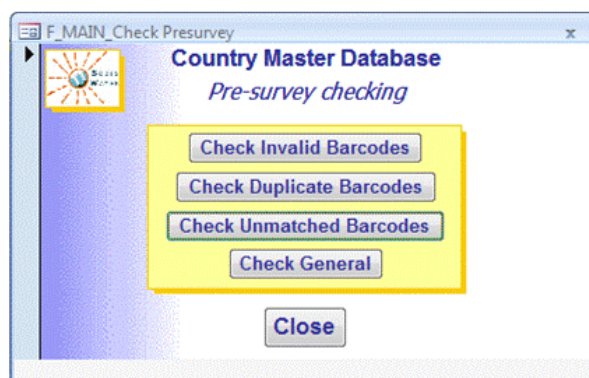 F_MAIN_Check Presurvey
x
Country Master Database
Pre-survey checking
Check Invalid Barcodes
Check Duplicate Barcodes
Check Unmatched Barcodes
Check General
Close